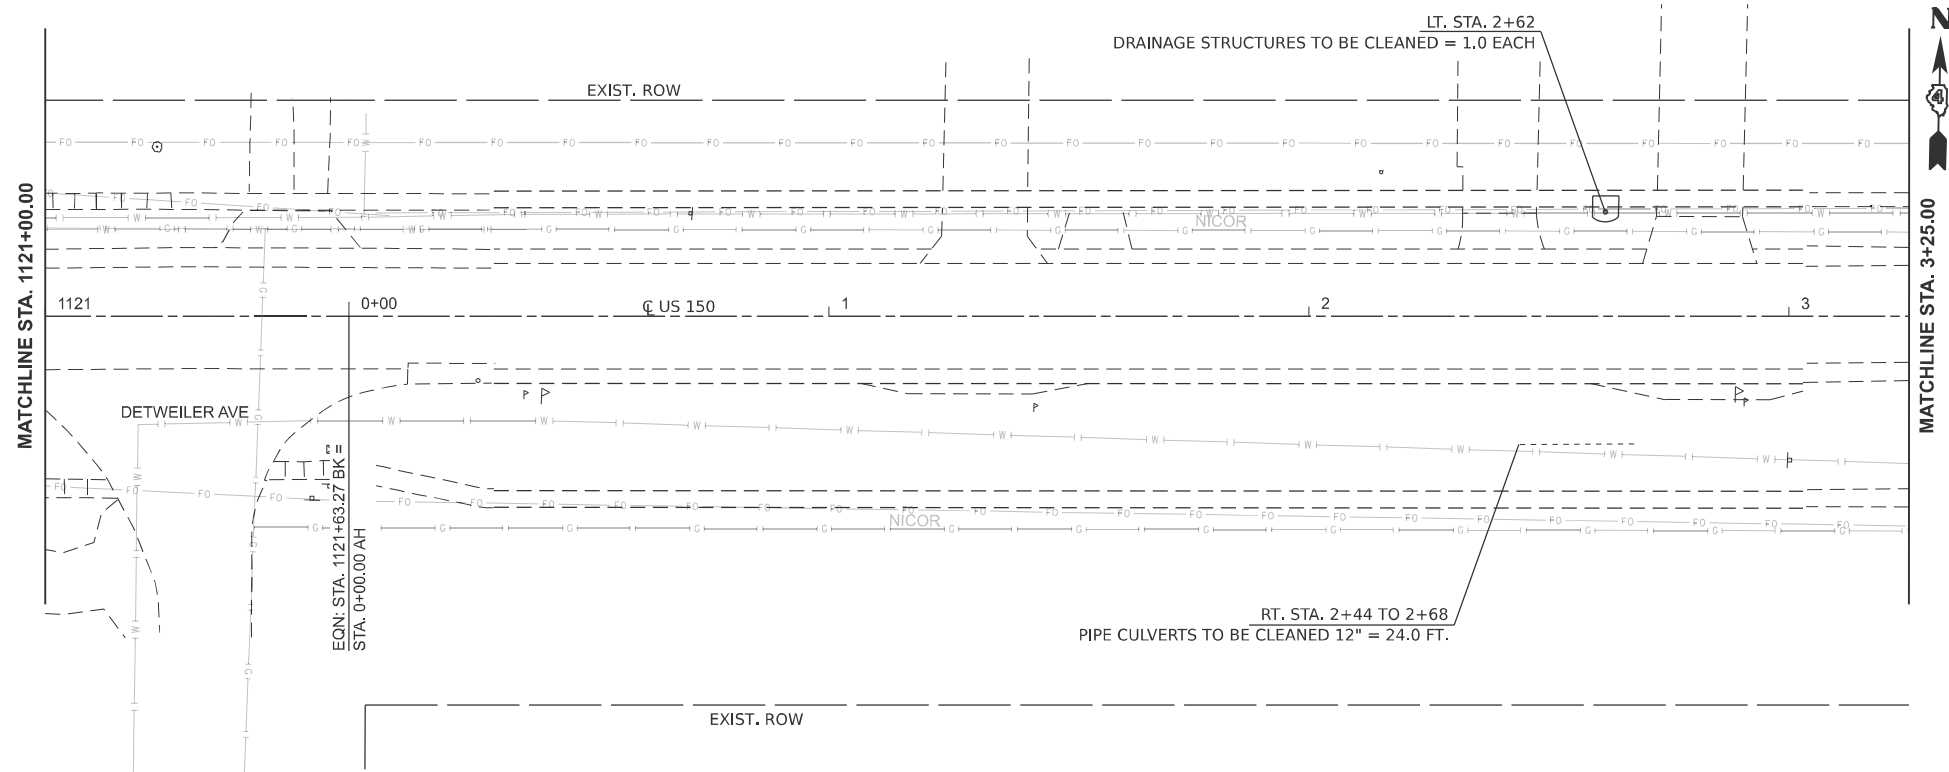 LT. STA. 2+62
DRAINAGE STRUCTURES TO BE CLEANED = 1.0 EACH
N
4
EXIST. ROW
MATCHLINE STA. 1121+00.00
MATCHLINE STA. 3+25.00
NICOR
1121
0+00
℄ US 150
1
2
3
DETWEILER AVE
EQN: STA. 1121+63.27 BK =
STA. 0+00.00 AH
NICOR
RT. STA. 2+44 TO 2+68
PIPE CULVERTS TO BE CLEANED 12" = 24.0 FT.
EXIST. ROW